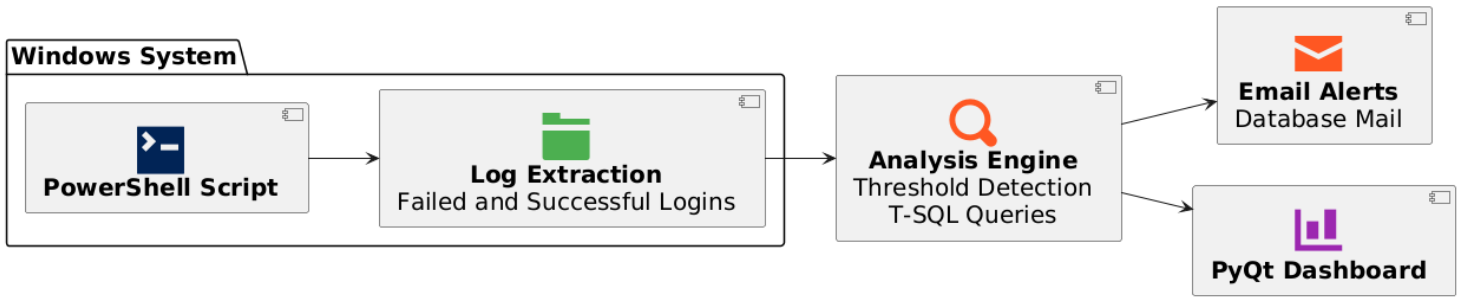 Windows System
PowerShell Script
Log Extraction
Failed and Successful Logins
Analysis Engine
Threshold Detection
T-SQL Queries
Email Alerts
Database Mail
PyQt Dashboard